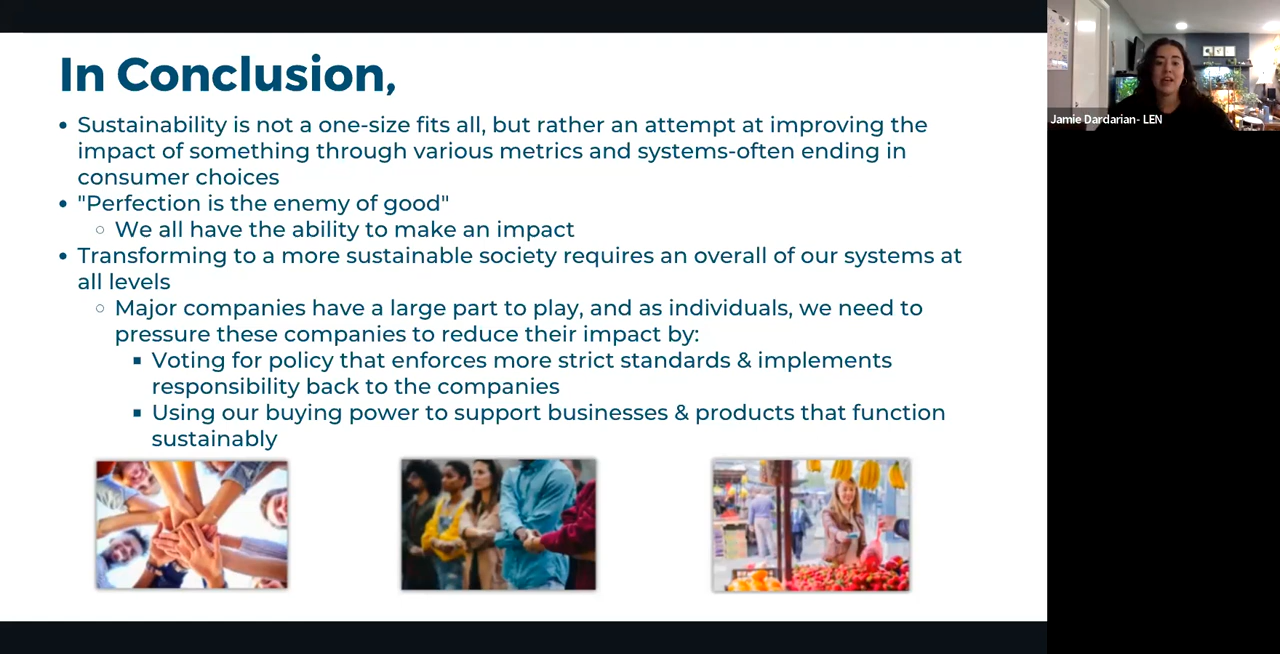 In Conclusion,
• Sustainability is not a one-size fits all, but rather an attempt at improving the
impact of something through various metrics and systems-often ending in
consumer choices
• "Perfection is the enemy of good"
○ We all have the ability to make an impact
• Transforming to a more sustainable society requires an overall of our systems at
all levels
○ Major companies have a large part to play, and as individuals, we need to
pressure these companies to reduce their impact by:
▪ Voting for policy that enforces more strict standards & implements
responsibility back to the companies
▪ Using our buying power to support businesses & products that function
sustainably
Jamie Dardarian- LEN